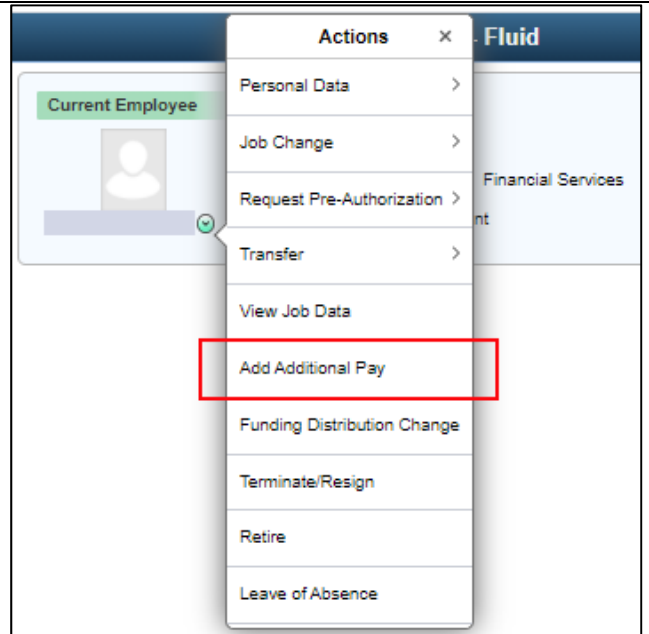 Actions × - Fluid
Current Employee
Personal Data >
Job Change >
Financial Services
Request Pre-Authorization >
nt
Transfer >
View Job Data
Add Additional Pay
Funding Distribution Change
Terminate/Resign
Retire
Leave of Absence